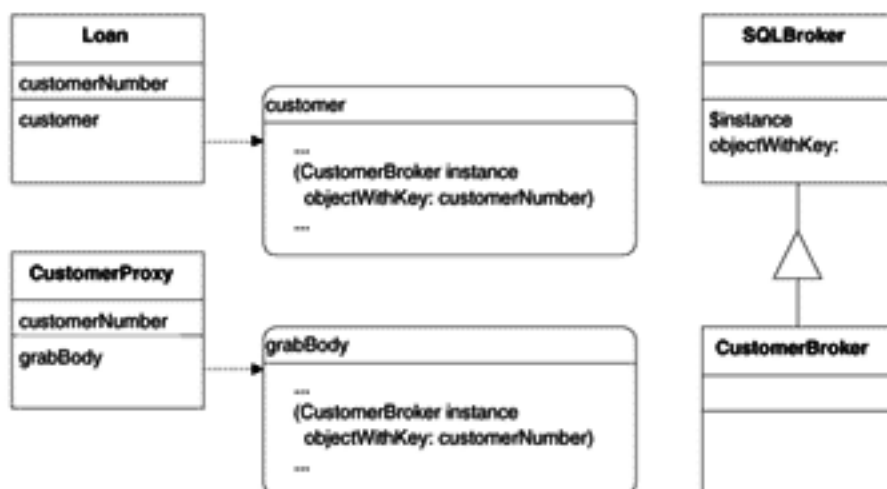 Loan
customerNumber
customer
customer
...
(CustomerBroker instance
objectWithKey: customerNumber)
...
SQLBroker
$instance
objectWithKey:
CustomerProxy
customerNumber
grabBody
grabBody
...
(CustomerBroker instance
objectWithKey: customerNumber)
...
CustomerBroker